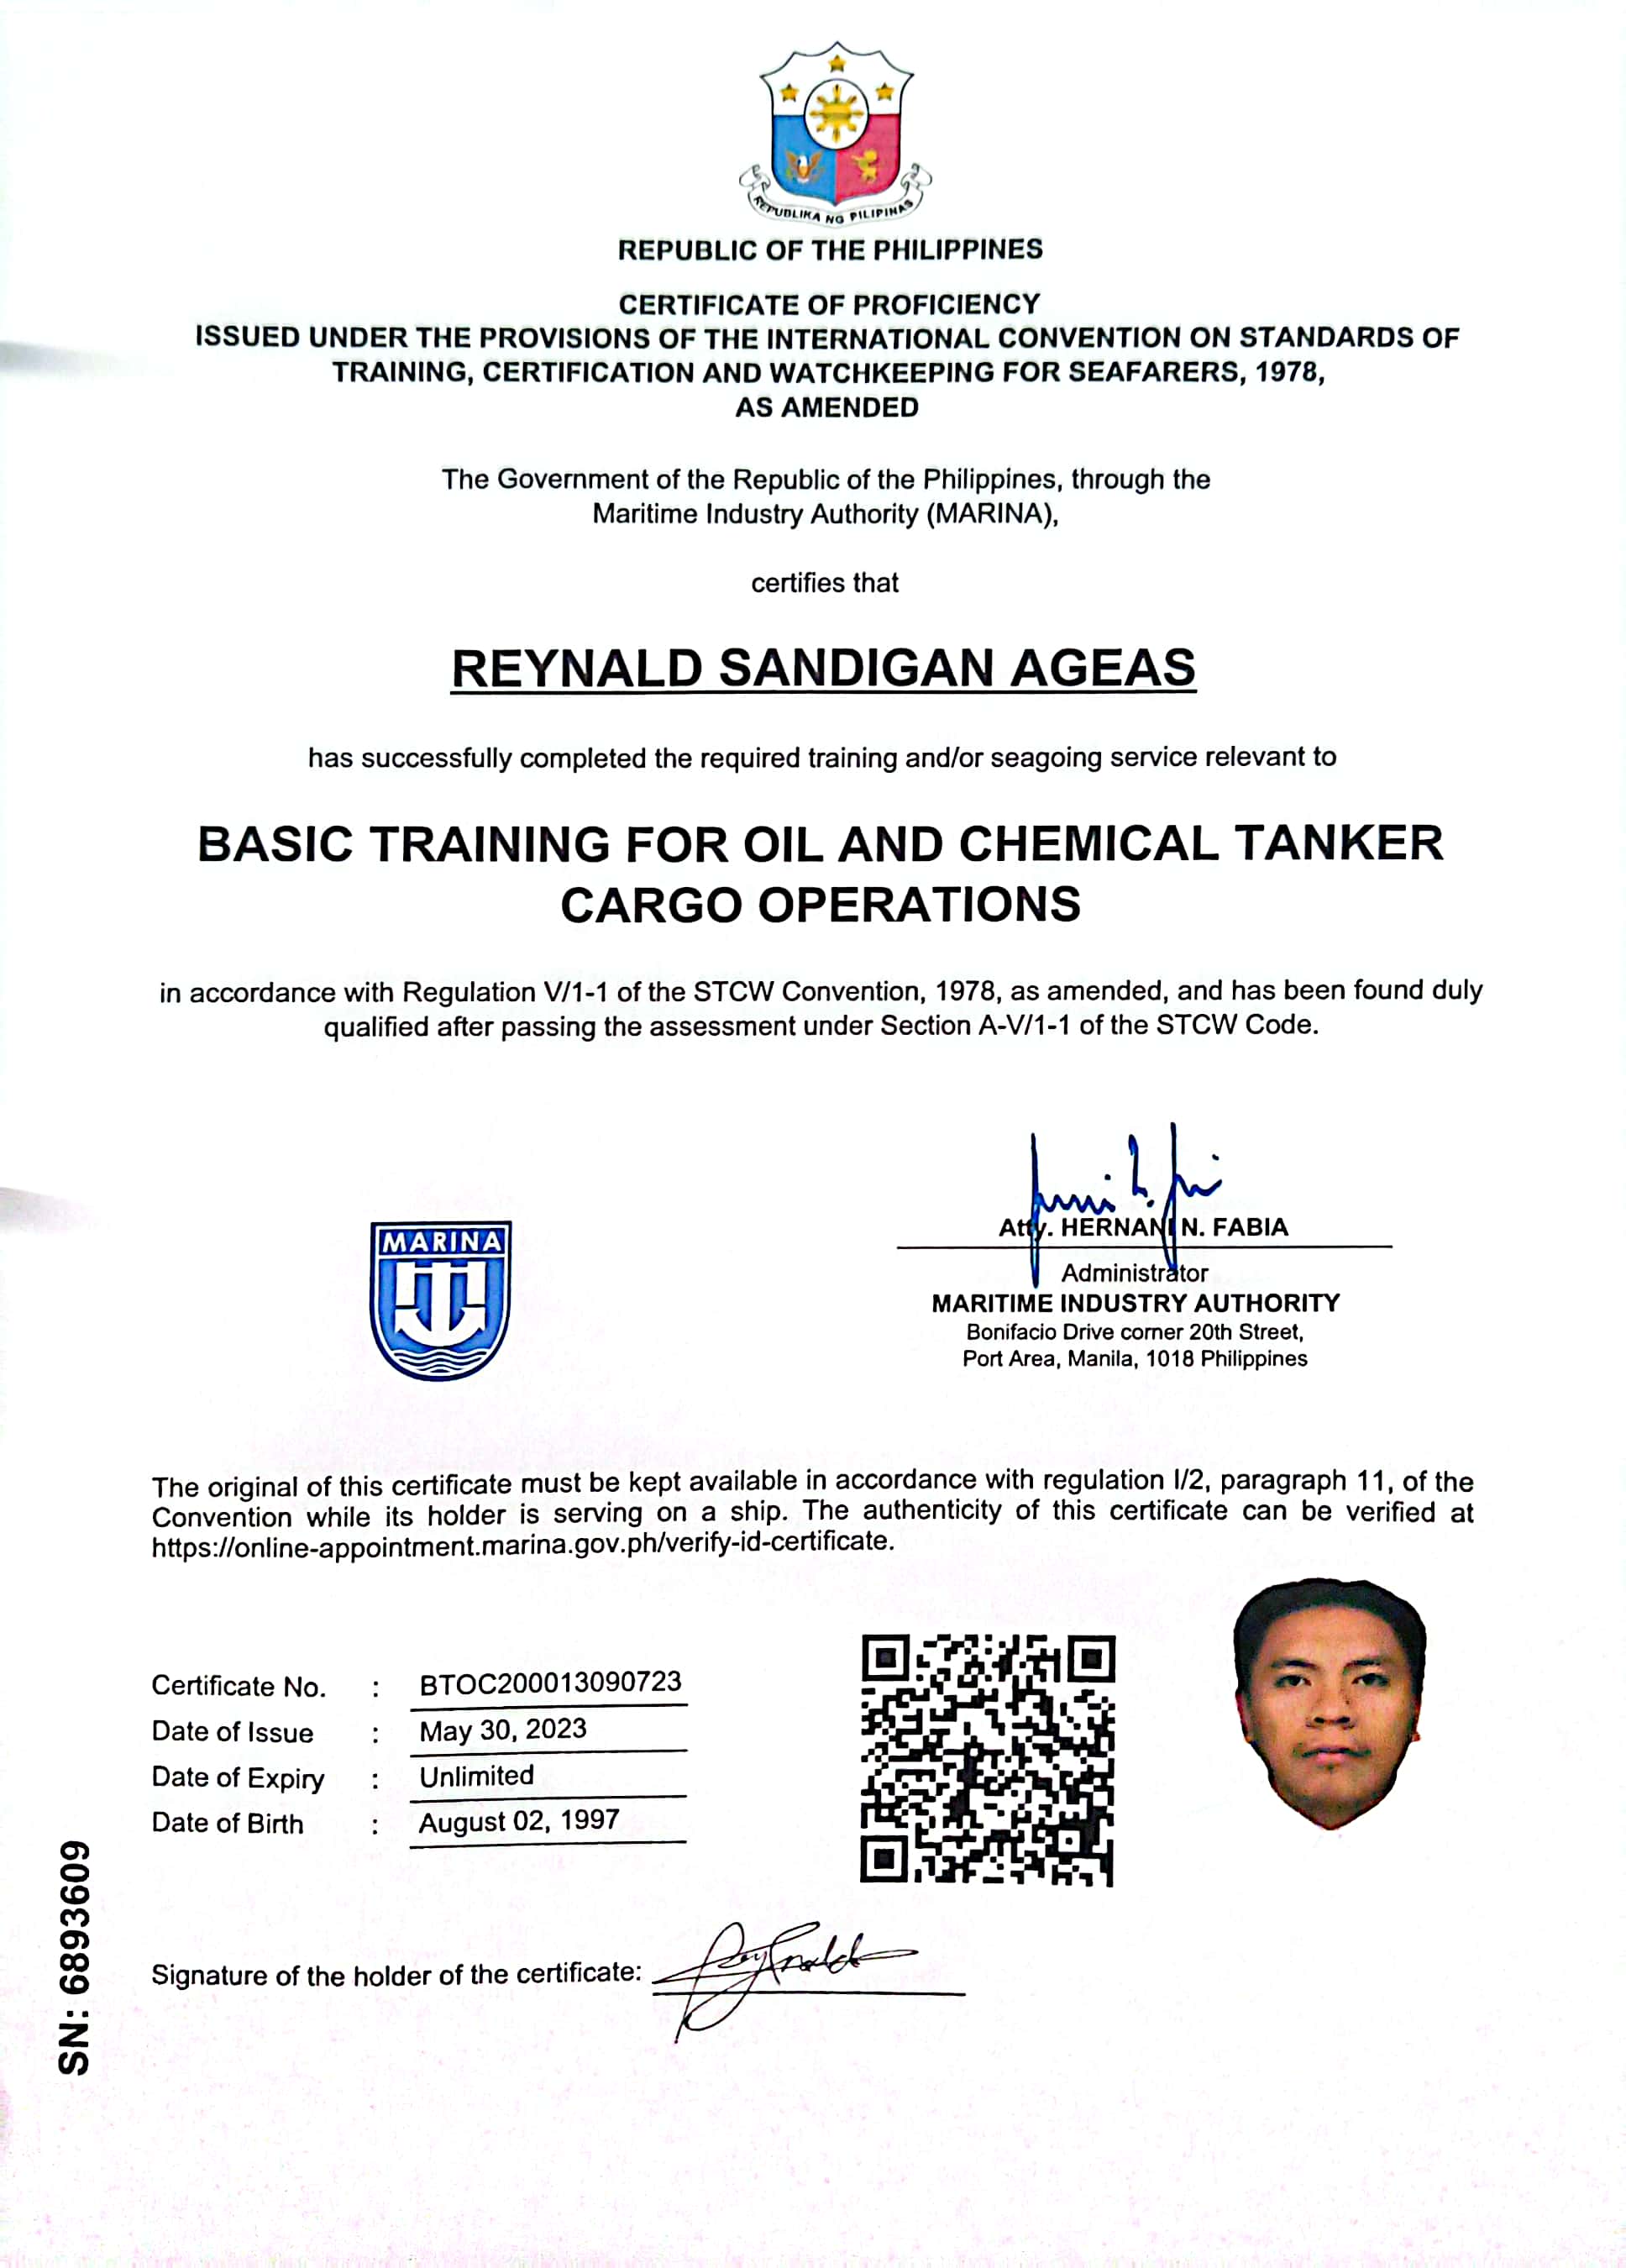 REPUBLIKA NG PILIPINAS
REPUBLIC OF THE PHILIPPINES
CERTIFICATE OF PROFICIENCY
ISSUED UNDER THE PROVISIONS OF THE INTERNATIONAL CONVENTION ON STANDARDS OF
TRAINING, CERTIFICATION AND WATCHKEEPING FOR SEAFARERS, 1978,
AS AMENDED
The Government of the Republic of the Philippines, through the
Maritime Industry Authority (MARINA),
certifies that
REYNALD SANDIGAN AGEAS
has successfully completed the required training and/or seagoing service relevant to
BASIC TRAINING FOR OIL AND CHEMICAL TANKER
CARGO OPERATIONS
in accordance with Regulation V/1-1 of the STCW Convention, 1978, as amended, and has been found duly
qualified after passing the assessment under Section A-V/1-1 of the STCW Code.
MARINA
Atty. HERNANI N. FABIA
Administrator
MARITIME INDUSTRY AUTHORITY
Bonifacio Drive corner 20th Street,
Port Area, Manila, 1018 Philippines
The original of this certificate must be kept available in accordance with regulation I/2, paragraph 11, of the
Convention while its holder is serving on a ship. The authenticity of this certificate can be verified at
https://online-appointment.marina.gov.ph/verify-id-certificate.
Certificate No. : BTOC200013090723
Date of Issue : May 30, 2023
Date of Expiry : Unlimited
Date of Birth : August 02, 1997
Signature of the holder of the certificate: Reynald
SN: 6893609